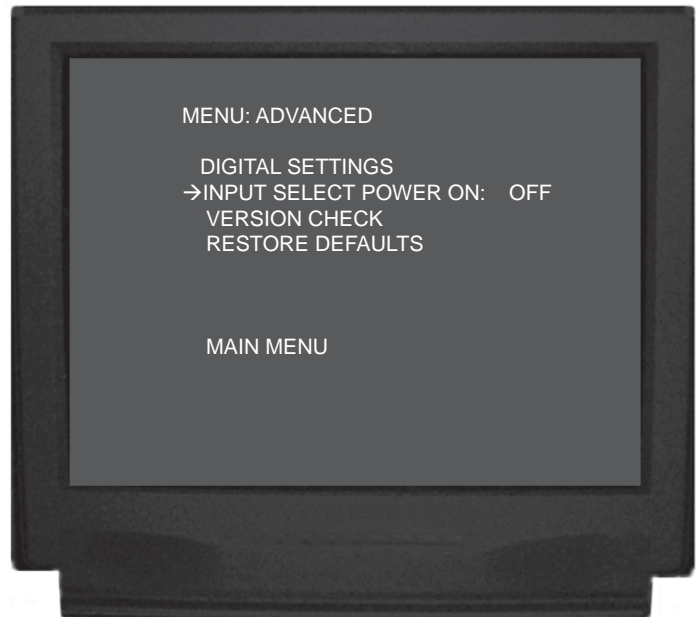 MENU: ADVANCED
DIGITAL SETTINGS
→INPUT SELECT POWER ON: OFF
VERSION CHECK
RESTORE DEFAULTS
MAIN MENU